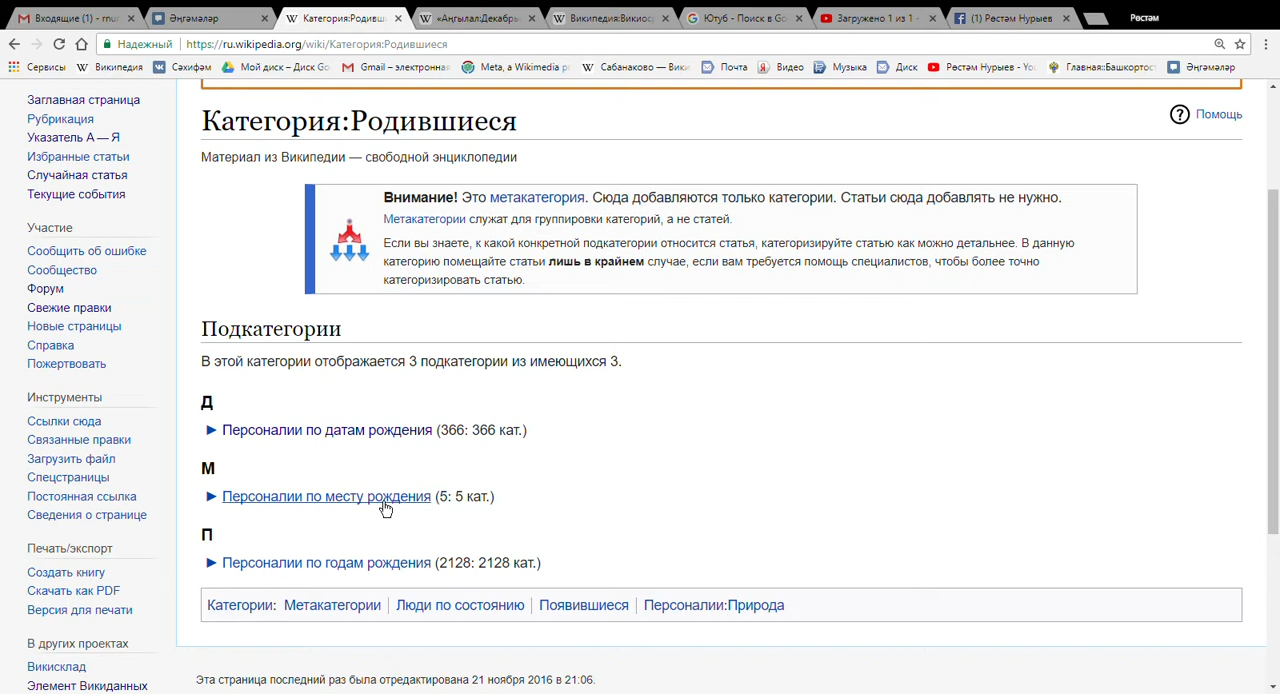 Входящие (1) - rnur
Әңгәмәләр
Категория:Родивши
«Аңғылал:Декабрь
Википедия:Викиос
Ютуб - Поиск в Go
Загружено 1 из 1 -
(1) Рөстәм Нурыев
Рөстәм
Надежный
https://ru.wikipedia.org/wiki/Категория:Родившиеся
Сервисы
Википедия
Сәхифәм
Мой диск – Диск Go
Gmail – электронная
Meta, a Wikimedia p
Сабанаково — Вики
Почта
Видео
Музыка
Диск
Рөстәм Нурыев - Yo
Главная::Башкортос
Әңгәмәләр
Заглавная страница
Рубрикация
Указатель А — Я
Избранные статьи
Случайная статья
Текущие события
Участие
Сообщить об ошибке
Сообщество
Форум
Свежие правки
Новые страницы
Справка
Пожертвовать
Инструменты
Ссылки сюда
Связанные правки
Загрузить файл
Спецстраницы
Постоянная ссылка
Сведения о странице
Печать/экспорт
Создать книгу
Скачать как PDF
Версия для печати
В других проектах
Викисклад
Элемент Викиданных
Категория:Родившиеся
Помощь
Материал из Википедии — свободной энциклопедии
Внимание! Это метакатегория. Сюда добавляются только категории. Статьи сюда добавлять не нужно.
Метакатегории служат для группировки категорий, а не статей.
Если вы знаете, к какой конкретной подкатегории относится статья, категоризируйте статью как можно детальнее. В данную
категорию помещайте статьи лишь в крайнем случае, если вам требуется помощь специалистов, чтобы более точно
категоризировать статью.
Подкатегории
В этой категории отображается 3 подкатегории из имеющихся 3.
Д
► Персоналии по датам рождения (366: 366 кат.)
М
► Персоналии по месту рождения (5: 5 кат.)
П
► Персоналии по годам рождения (2128: 2128 кат.)
Категории: Метакатегории | Люди по состоянию | Появившиеся | Персоналии:Природа
Эта страница последний раз была отредактирована 21 ноября 2016 в 21:06.